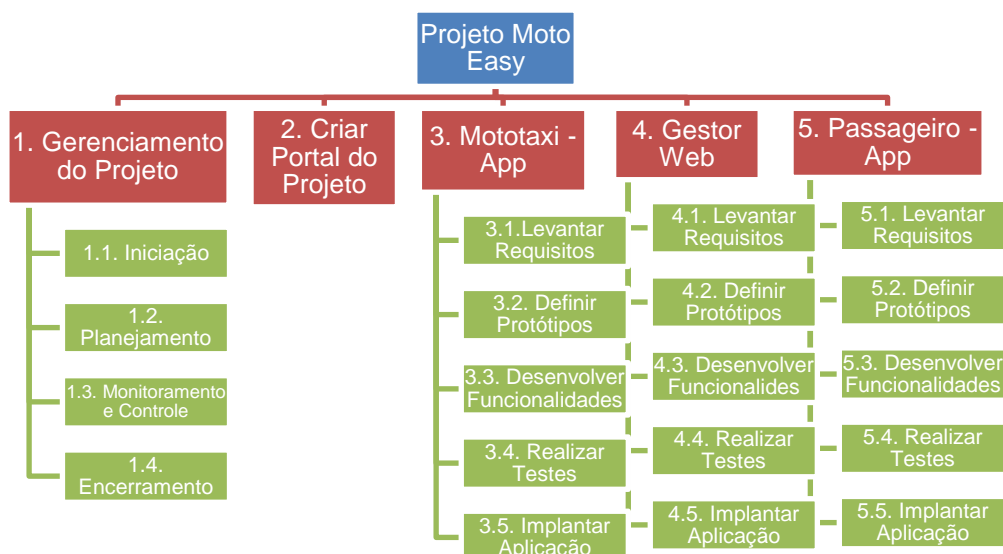 Projeto Moto
Easy
1. Gerenciamento
do Projeto
2. Criar
Portal do
Projeto
3. Mototaxi -
App
4. Gestor
Web
5. Passageiro -
App
1.1. Iniciação
1.2.
Planejamento
1.3. Monitoramento
e Controle
1.4.
Encerramento
3.1.Levantar
Requisitos
3.2. Definir
Protótipos
3.3. Desenvolver
Funcionalidades
3.4. Realizar
Testes
3.5. Implantar
Aplicação
4.1. Levantar
Requisitos
4.2. Definir
Protótipos
4.3. Desenvolver
Funcionalides
4.4. Realizar
Testes
4.5. Implantar
Aplicação
5.1. Levantar
Requisitos
5.2. Definir
Protótipos
5.3. Desenvolver
Funcionalidades
5.4. Realizar
Testes
5.5. Implantar
Aplicação